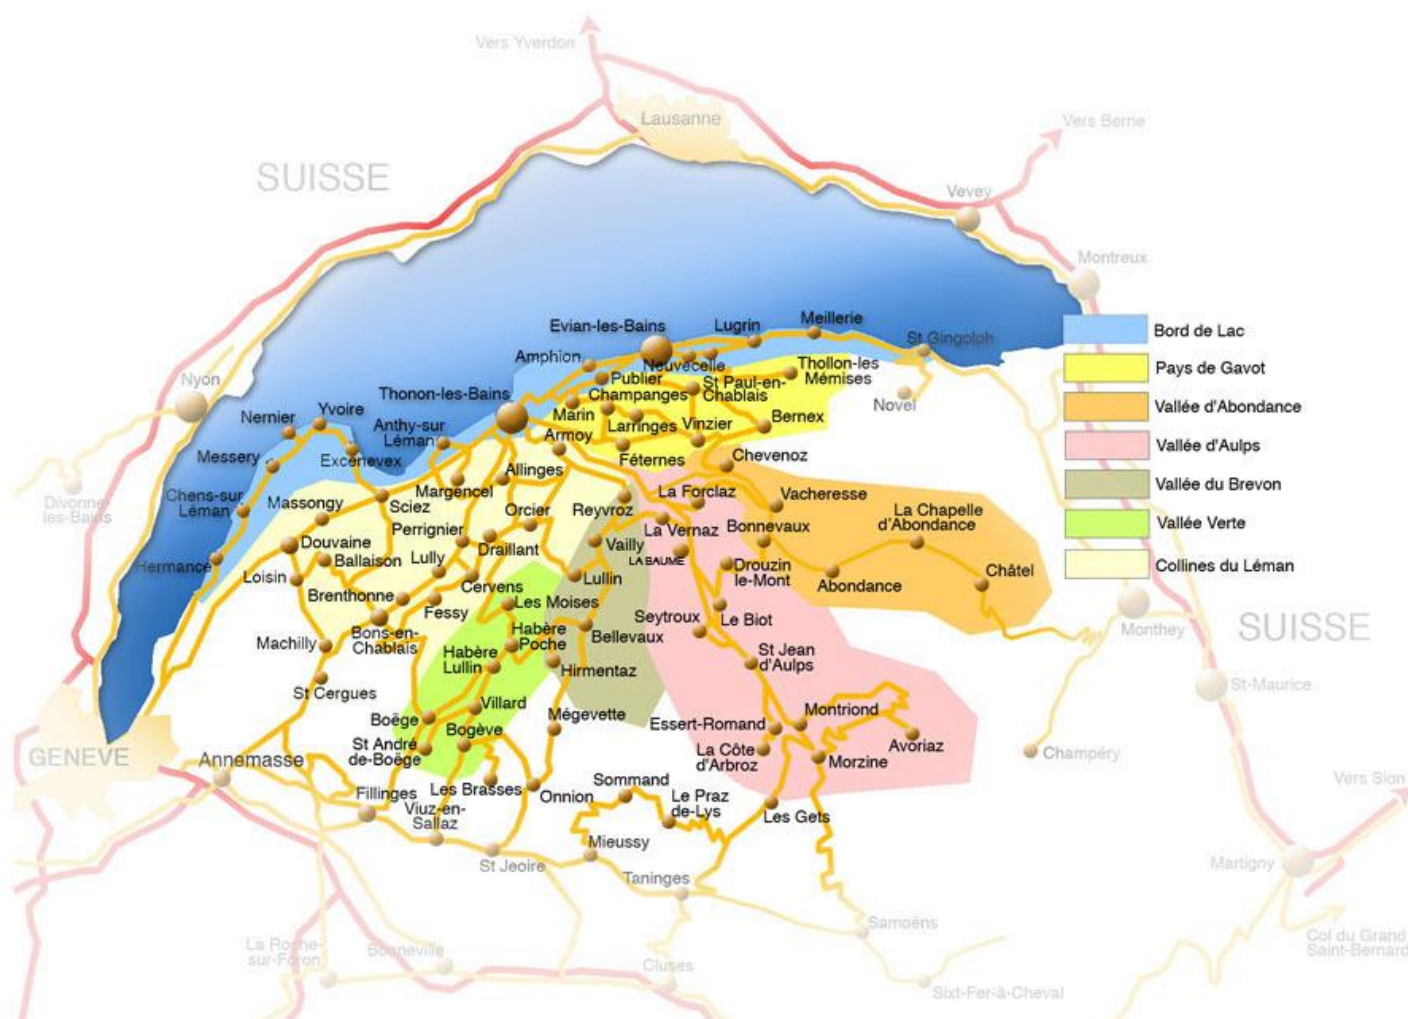 Vers Yverdon
Lausanne
Vers Berne
SUISSE
Vevey
Montreux
Evian-les-Bains
Lugrin
Meillerie
St Gingolph
Bord de Lac
Amphion
Neuvecelle
Thollon-les
Mémises
Pays de Gavot
Nyon
Thonon-les-Bains
Publier
St Paul-en-
Chablais
Champanges
Novel
Vallée d'Abondance
Nernier
Yvoire
Anthy-sur
Léman
Marin
Larringes
Vinzier
Bernex
Armoy
Vallée d'Aulps
Messery
Excenevex
Féternes
Chevenoz
Divonne-
les-Bains
Chens-sur
Léman
Massongy
Sciez
Margencel
Allinges
Reyvroz
La Forclaz
Vacheresse
Vallée du Brevon
Orcier
La Chapelle
d'Abondance
Perrignier
La Vernaz
Bonnevaux
Vallée Verte
Hermance
Douvaine
Ballaison
Lully
Draillant
Vailly
LA BAUME
Drouzin
le-Mont
Abondance
Châtel
Collines du Léman
Loisin
Brenthonne
Fessy
Cervens
Lullin
Les Moises
Seytroux
Le Biot
Monthey
SUISSE
Machilly
Bons-en-
Chablais
Habère
Poche
Bellevaux
Habère
Lullin
Hirmentaz
St Jean
d'Aulps
St Cergues
St-Maurice
Villard
Boëge
Bogève
Mégevette
Essert-Romand
Montriond
GENEVE
Annemasse
St André
de-Boëge
La Côte
d'Arbroz
Avoriaz
Morzine
Champéry
Les Brasses
Onnion
Sommand
Le Praz
de-Lys
Vers Sion
Fillinges
Viuz-en-
Sallaz
Les Gets
St Jeoire
Mieussy
Taninges
Martigny
Samoëns
La Roche-
sur-Foron
Bonneville
Cluses
Sixt-Fer-à-Cheval
Col du Grand
Saint-Bernard